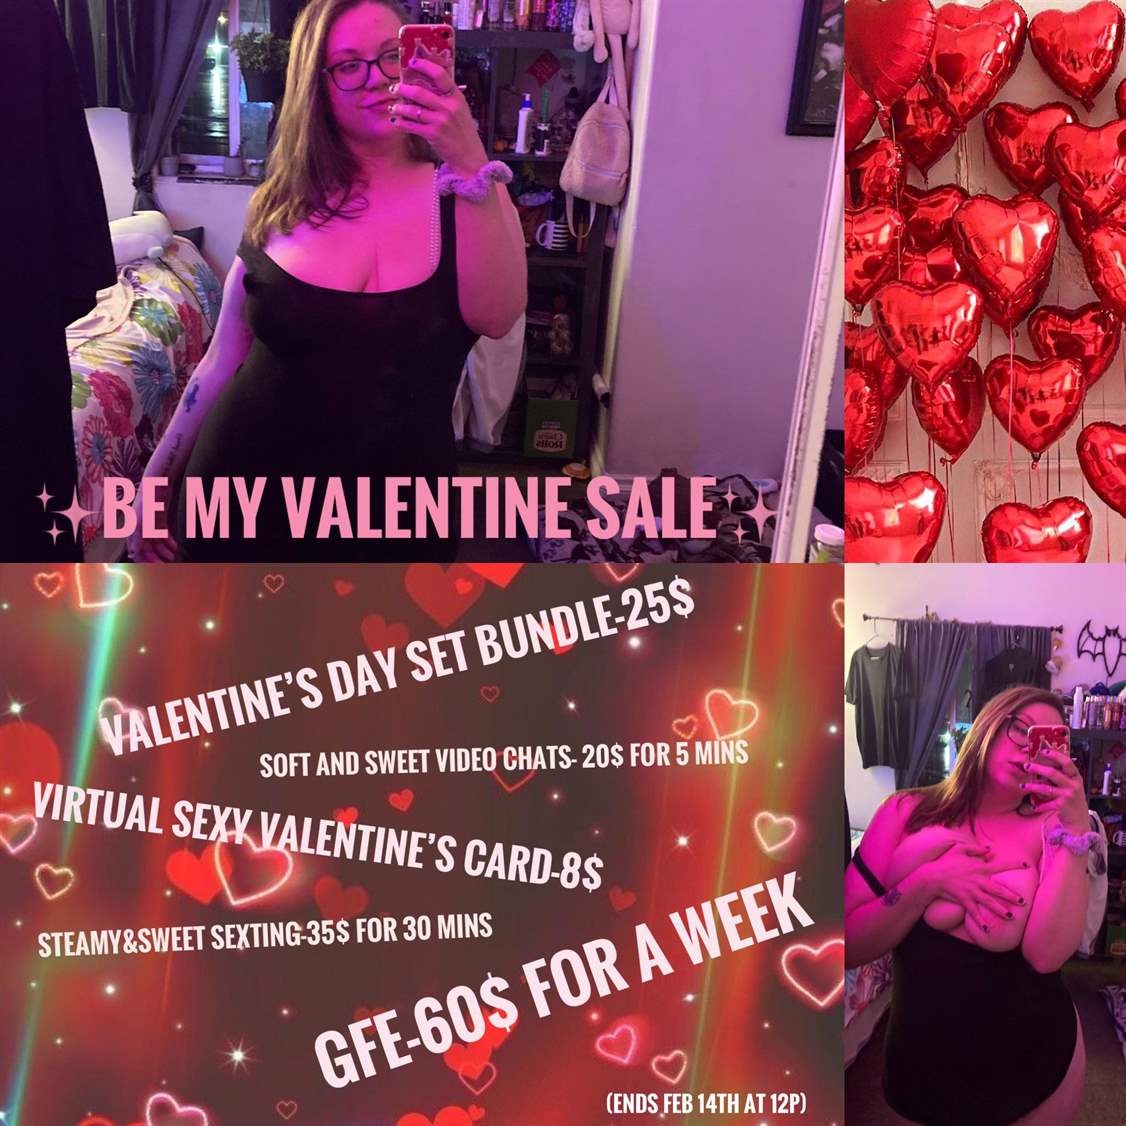 BE MY VALENTINE SALE
VALENTINE'S DAY SET BUNDLE-25$
SOFT AND SWEET VIDEO CHATS- 20$ FOR 5 MINS
VIRTUAL SEXY VALENTINE'S CARD-8$
STEAMY&SWEET SEXTING-35$ FOR 30 MINS
GFE-60$ FOR A WEEK
(ENDS FEB 14TH AT 12P)